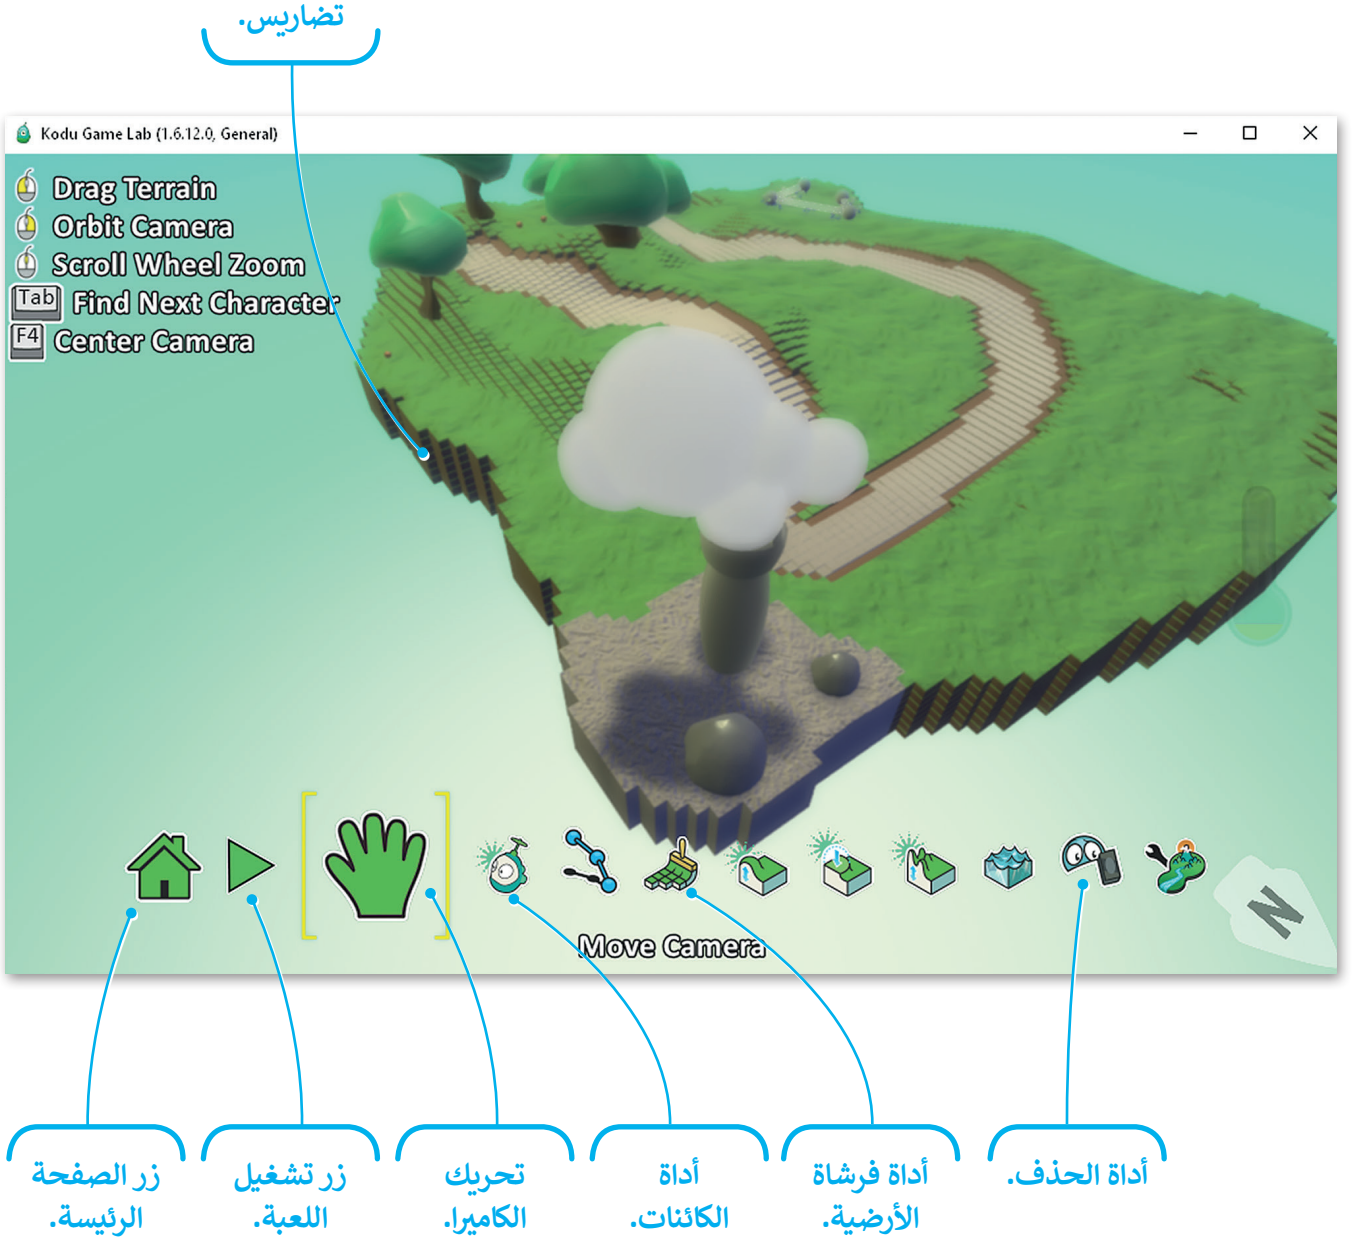 تضاريس.
Kodu Game Lab (1.6.12.0, General)
Drag Terrain
Orbit Camera
Scroll Wheel Zoom
Tab Find Next Character
F4 Center Camera
N
Move Camera
أداة الحذف.
أداة فرشاة
الأرضية.
أداة
الكائنات.
تحريك
الكاميرا.
زر تشغيل
اللعبة.
زر الصفحة
الرئيسة.